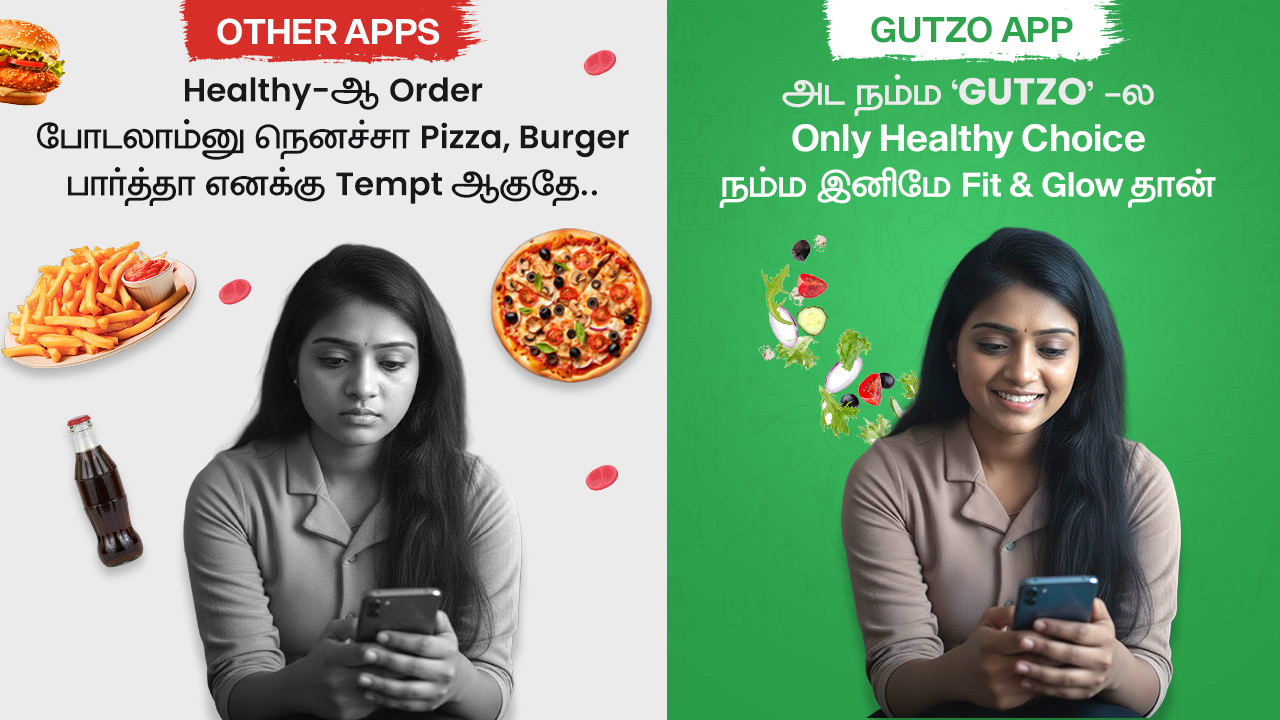 OTHER APPS
Healthy-ஆ Order
போடலாம்னு நெனச்சா Pizza, Burger
பார்த்தா எனக்கு Tempt ஆகுதே..
GUTZO APP
அட நம்ம ‘GUTZO’ –ல
Only Healthy Choice
நம்ம இனிமே Fit & Glow தான்